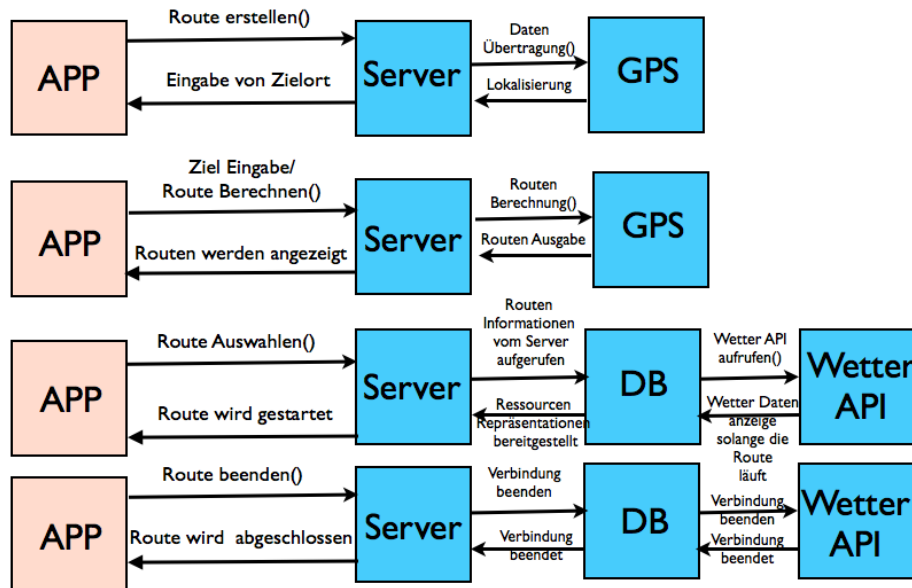 Route erstellen()
APP
Eingabe von Zielort
Server
Daten
Übertragung()
Lokalisierung
GPS
Ziel Eingabe/
Route Berechnen()
APP
Routen werden angezeigt
Server
Routen
Berechnung()
Routen Ausgabe
GPS
Route Auswahlen()
APP
Route wird gestartet
Server
Routen
Informationen
vom Server
aufgerufen
Ressourcen
Repräsentationen
bereitgestellt
DB
Wetter API
aufrufen()
Wetter Daten
anzeige
solange die
Route
läuft
Wetter
API
Route beenden()
APP
Route wird abgeschlossen
Server
Verbindung
beenden
Verbindung
beendet
DB
Verbindung
beenden
Verbindung
beendet
Wetter
API